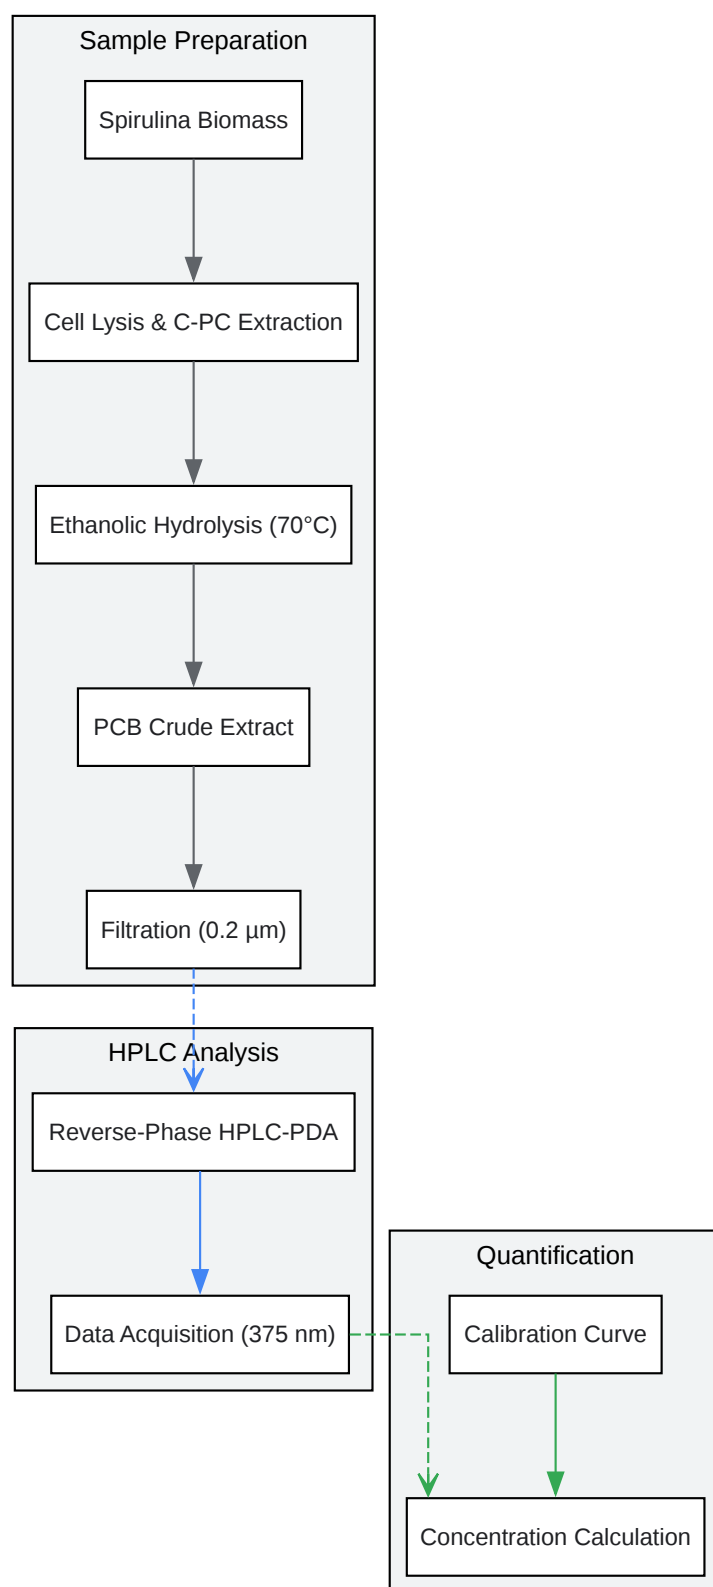 Sample Preparation
Spirulina Biomass
Cell Lysis & C-PC Extraction
Ethanolic Hydrolysis (70°C)
PCB Crude Extract
Filtration (0.2 µm)
HPLC Analysis
Reverse-Phase HPLC-PDA
Data Acquisition (375 nm)
Quantification
Calibration Curve
Concentration Calculation